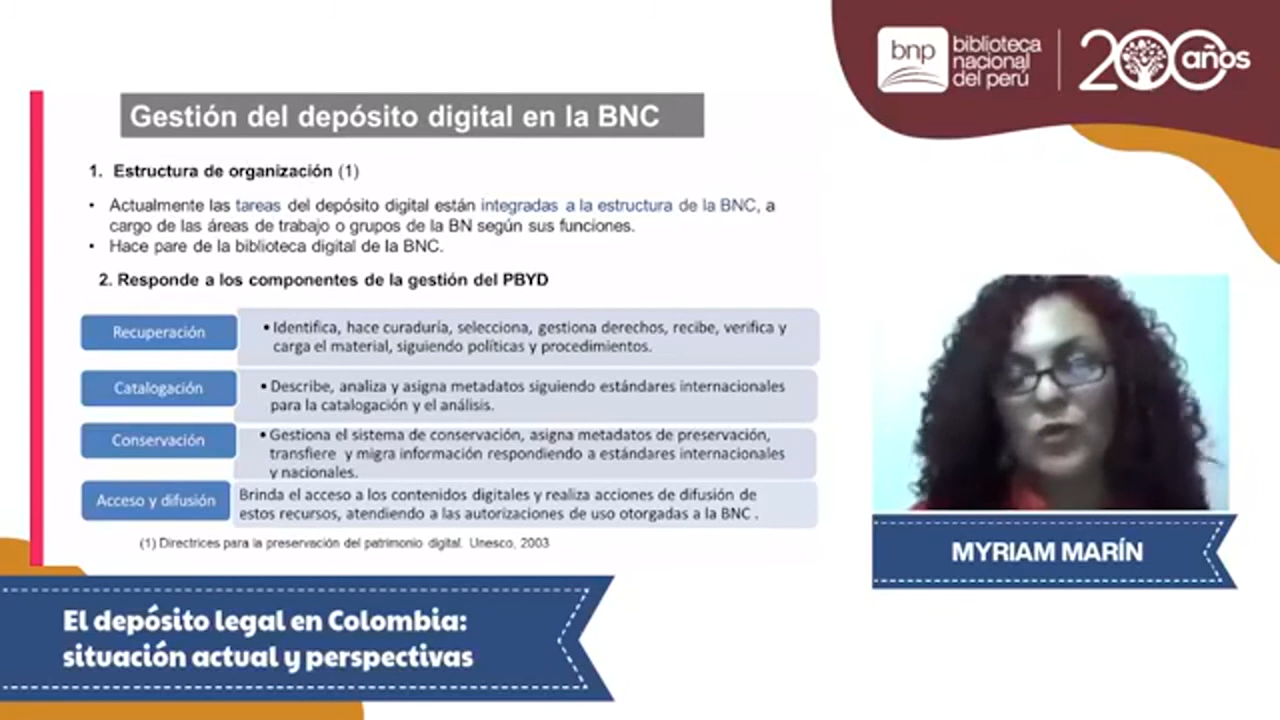 bnp
biblioteca
nacional
del perú
200 años
Gestión del depósito digital en la BNC
1. Estructura de organización (1)
• Actualmente las tareas del depósito digital están integradas a la estructura de la BNC, a
cargo de las áreas de trabajo o grupos de la BN según sus funciones.
• Hace pare de la biblioteca digital de la BNC.
2. Responde a los componentes de la gestión del PBYD
Recuperación
• Identifica, hace curaduría, selecciona, gestiona derechos, recibe, verifica y
carga el material, siguiendo políticas y procedimientos.
Catalogación
• Describe, analiza y asigna metadatos siguiendo estándares internacionales
para la catalogación y el análisis.
Conservación
• Gestiona el sistema de conservación, asigna metadatos de preservación,
transfiere y migra información respondiendo a estándares internacionales
y nacionales.
Acceso y difusión
Brinda el acceso a los contenidos digitales y realiza acciones de difusión de
estos recursos, atendiendo a las autorizaciones de uso otorgadas a la BNC .
(1) Directrices para la preservación del patrimonio digital. Unesco, 2003
MYRIAM MARÍN
El depósito legal en Colombia:
situación actual y perspectivas